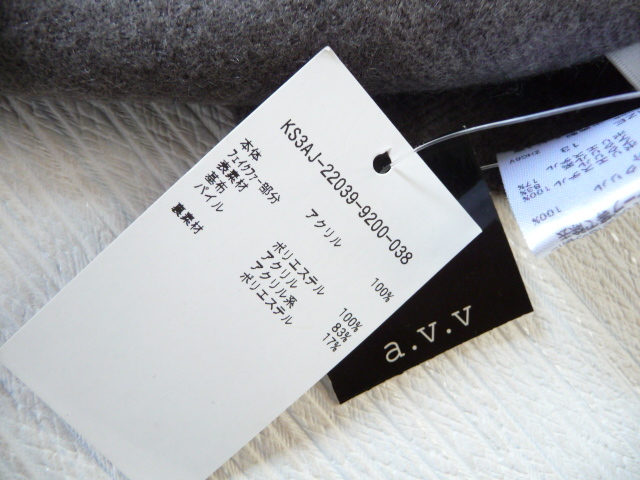 KS3AJ-22039-9200-038
本体 アクリル 100%
フェイクファー部分
表素材
基布 ポリエステル 100%
パイル アクリル 83%
アクリル系 17%
裏素材 ポリエステル
a.v.v
100%